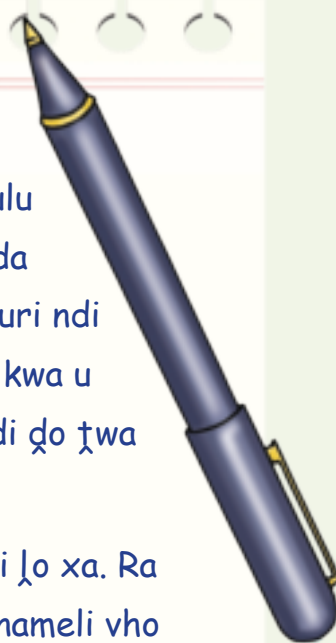 ulu
da
uri ndi
kwa u
di ḓo ṱwa
i ḽo xa. Ra
nameli vho